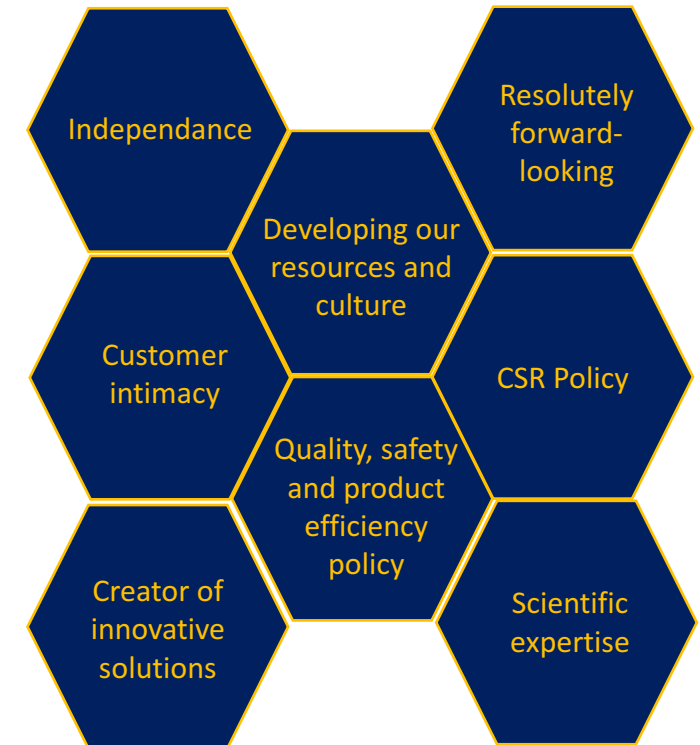 Independance
Resolutely
forward-
looking
Developing our
resources and
culture
Customer
intimacy
CSR Policy
Quality, safety
and product
efficiency
policy
Creator of
innovative
solutions
Scientific
expertise